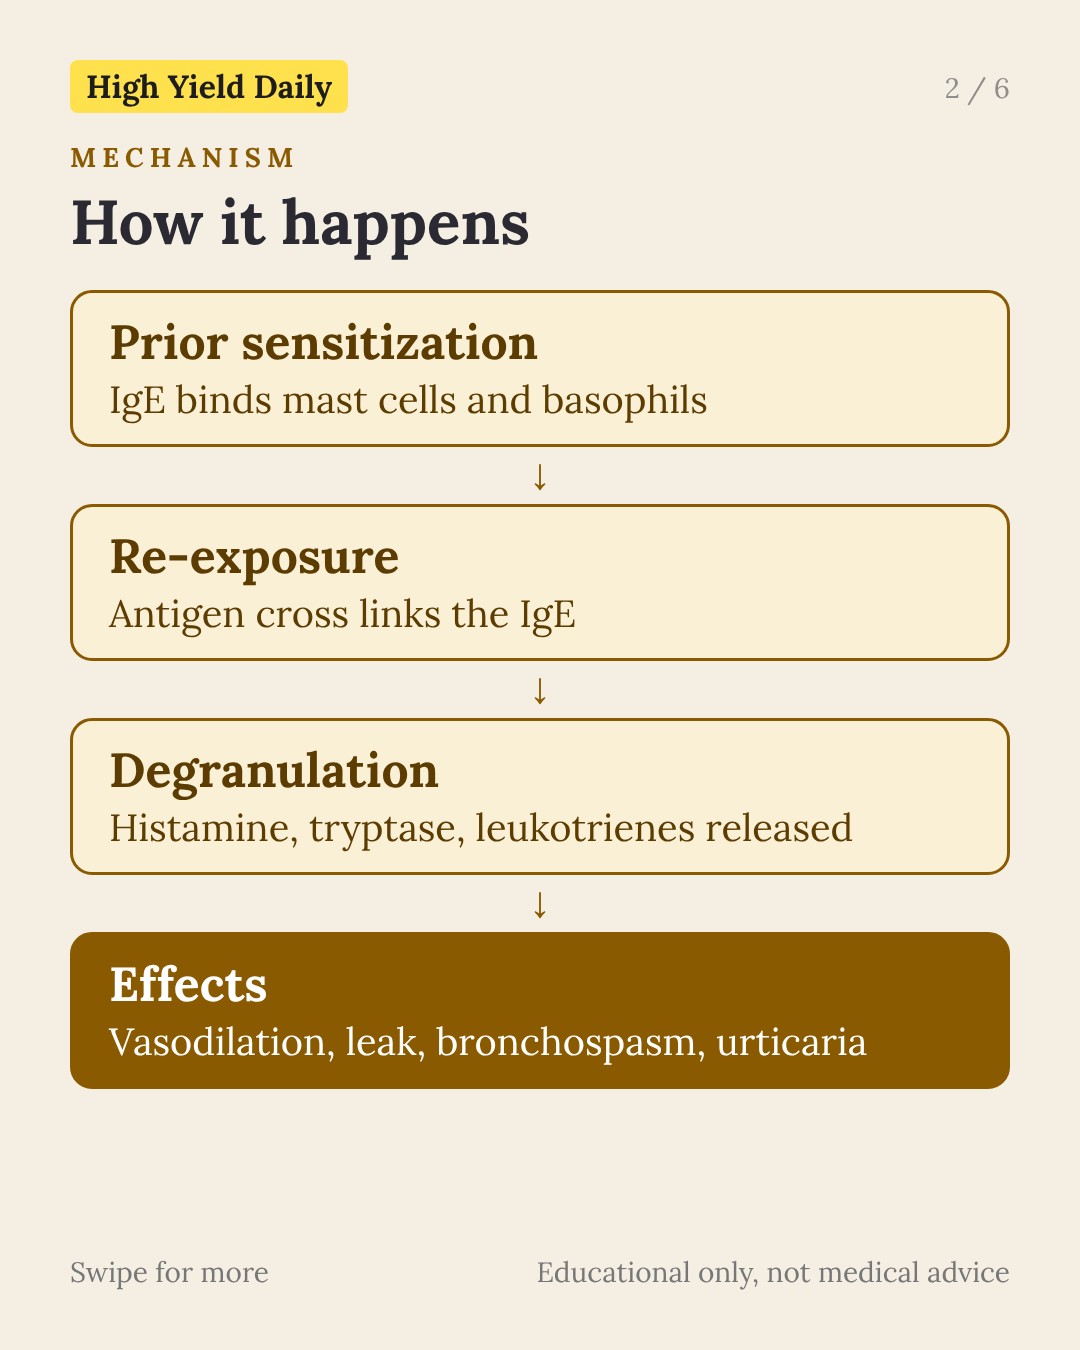 High Yield Daily
2 / 6
MECHANISM
How it happens
Prior sensitization
IgE binds mast cells and basophils
↓
Re-exposure
Antigen cross links the IgE
↓
Degranulation
Histamine, tryptase, leukotrienes released
↓
Effects
Vasodilation, leak, bronchospasm, urticaria
Swipe for more
Educational only, not medical advice